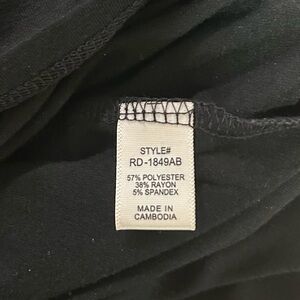 STYLE#
RD-1849AB
57% POLYESTER
38% RAYON
5% SPANDEX
MADE IN
CAMBODIA